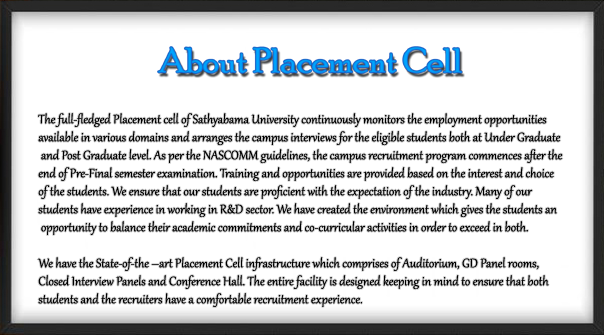 About Placement Cell
The full-fledged Placement cell of Sathyabama University continuously monitors the employment opportunities
available in various domains and arranges the campus interviews for the eligible students both at Under Graduate
and Post Graduate level. As per the NASCOMM guidelines, the campus recruitment program commences after the
end of Pre-Final semester examination. Training and opportunities are provided based on the interest and choice
of the students. We ensure that our students are proficient with the expectation of the industry. Many of our
students have experience in working in R&D sector. We have created the environment which gives the students an
opportunity to balance their academic commitments and co-curricular activities in order to exceed in both.
We have the State-of-the –art Placement Cell infrastructure which comprises of Auditorium, GD Panel rooms,
Closed Interview Panels and Conference Hall. The entire facility is designed keeping in mind to ensure that both
students and the recruiters have a comfortable recruitment experience.